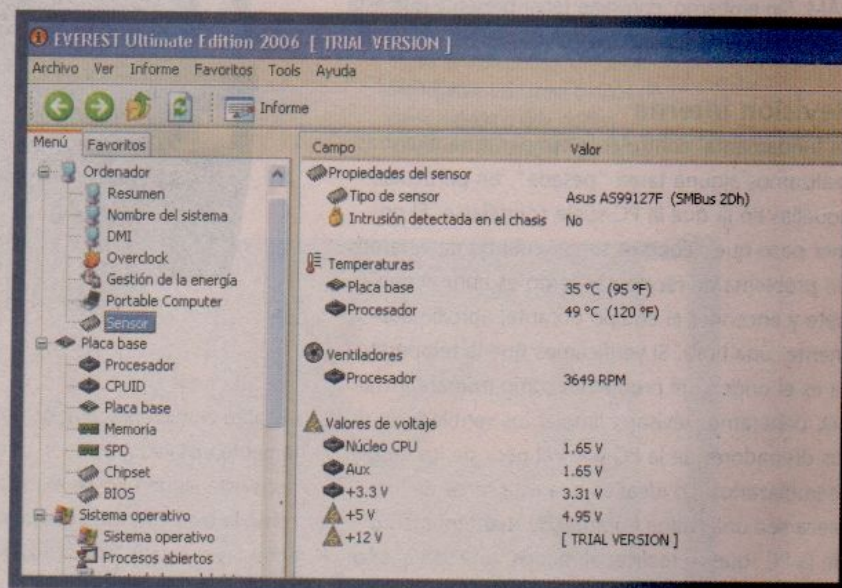 EVEREST Ultimate Edition 2006 [ TRIAL VERSION ]
Archivo Ver Informe Favoritos Tools Ayuda
Informe
Menú Favoritos
Ordenador
Resumen
Nombre del sistema
DMI
Overclock
Gestión de la energía
Portable Computer
Sensor
Placa base
Procesador
CPUID
Placa base
Memoria
SPD
Chipset
BIOS
Sistema operativo
Sistema operativo
Procesos abiertos
Campo Valor
Propiedades del sensor
Tipo de sensor Asus AS99127F (SMBus 2Dh)
Intrusión detectada en el chasis No
Temperaturas
Placa base 35 ºC (95 ºF)
Procesador 49 ºC (120 ºF)
Ventiladores
Procesador 3649 RPM
Valores de voltaje
Núcleo CPU 1.65 V
Aux 1.65 V
+3.3 V 3.31 V
+5 V 4.95 V
+12 V [ TRIAL VERSION ]